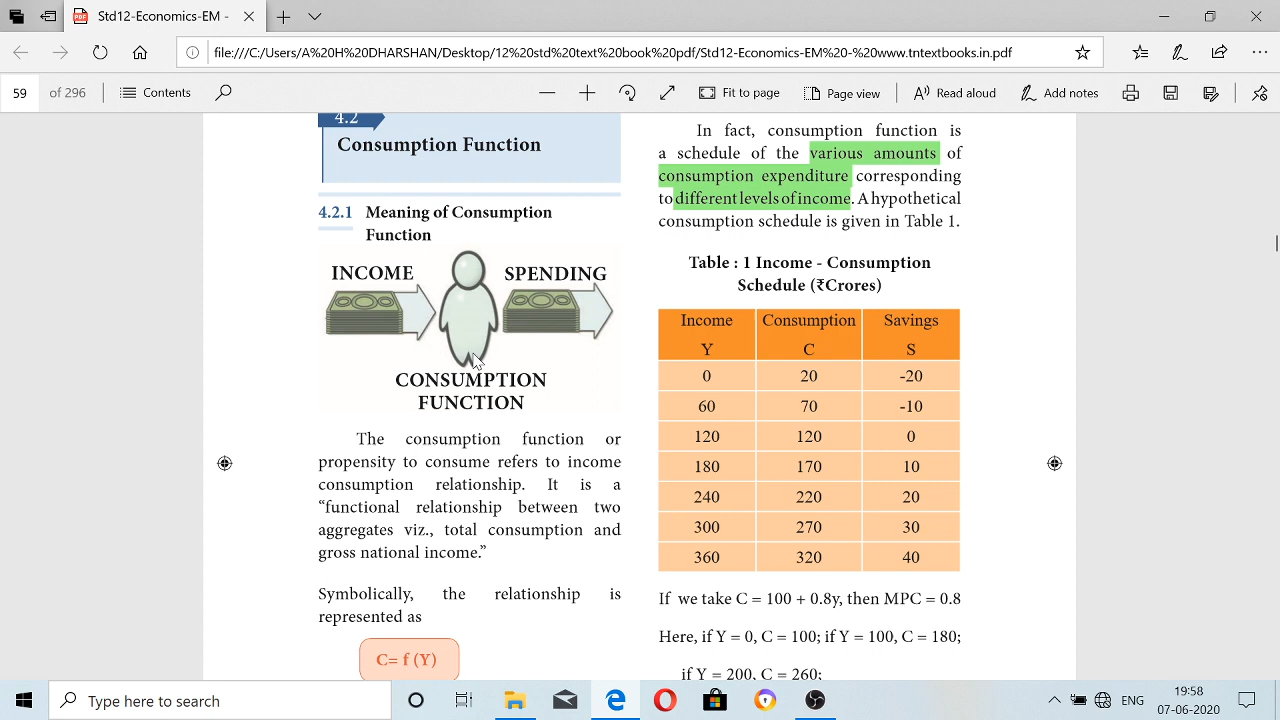 Std12-Economics-EM
file:///C:/Users/A%20H%20DHARSHAN/Desktop/12%20std%20text%20book%20pdf/Std12-Economics-EM%20-%20www.tntextbooks.in.pdf
59 of 296 Contents Fit to page Page view Read aloud Add notes
4.2
Consumption Function
4.2.1 Meaning of Consumption
Function
INCOME SPENDING
CONSUMPTION
FUNCTION
The consumption function or
propensity to consume refers to income
consumption relationship. It is a
“functional relationship between two
aggregates viz., total consumption and
gross national income.”
Symbolically, the relationship is
represented as
C= f (Y)
In fact, consumption function is
a schedule of the various amounts of
consumption expenditure corresponding
to different levels of income. A hypothetical
consumption schedule is given in Table 1.
Table : 1 Income - Consumption
Schedule (₹Crores)
Income Consumption Savings
Y C S
0 20 -20
60 70 -10
120 120 0
180 170 10
240 220 20
300 270 30
360 320 40
If we take C = 100 + 0.8y, then MPC = 0.8
Here, if Y = 0, C = 100; if Y = 100, C = 180;
if Y = 200, C = 260;
Type here to search
ENG
19:58
07-06-2020